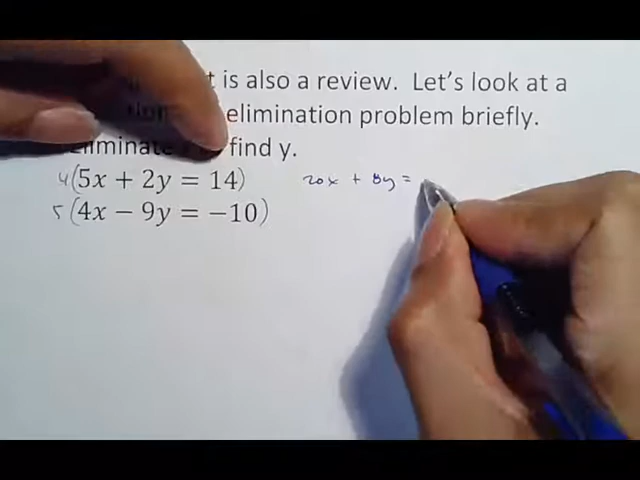 is also a review. Let's look at a
elimination problem briefly.
find y.
4(5x + 2y = 14) 20x + 8y =
5(4x − 9y = −10)